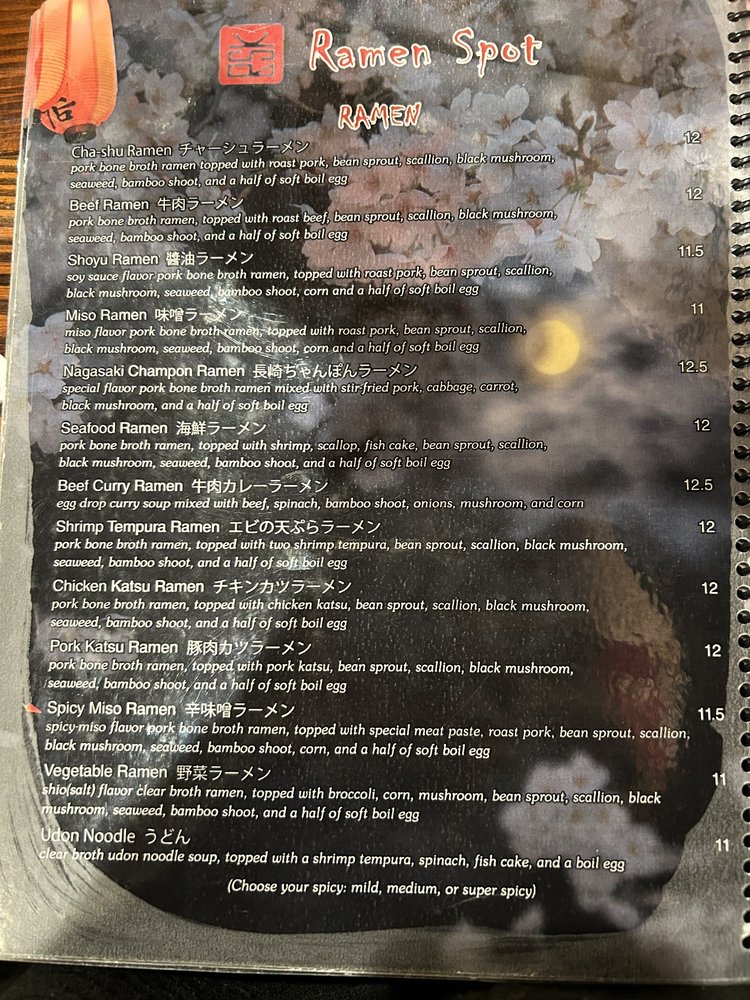 Ramen Spot
RAMEN
Cha-shu Ramen チャーシュラーメン 12
pork bone broth ramen topped with roast pork, bean sprout, scallion, black mushroom,
seaweed, bamboo shoot, and a half of soft boil egg
Beef Ramen 牛肉ラーメン 12
pork bone broth ramen, topped with roast beef, bean sprout, scallion, black mushroom,
seaweed, bamboo shoot, and a half of soft boil egg
Shoyu Ramen 醤油ラーメン 11.5
soy sauce flavor pork bone broth ramen, topped with roast pork, bean sprout, scallion,
black mushroom, seaweed, bamboo shoot, corn and a half of soft boil egg
Miso Ramen 味噌ラーメン 11
miso flavor pork bone broth ramen, topped with roast pork, bean sprout, scallion,
black mushroom, seaweed, bamboo shoot, corn and a half of soft boil egg
Nagasaki Champon Ramen 長崎ちゃんぽんラーメン 12.5
special flavor pork bone broth ramen mixed with stir-fried pork, cabbage, carrot,
black mushroom, and a half of soft boil egg
Seafood Ramen 海鮮ラーメン 12
pork bone broth ramen, topped with shrimp, scallop, fish cake, bean sprout, scallion,
black mushroom, seaweed, bamboo shoot, and a half of soft boil egg
Beef Curry Ramen 牛肉カレーラーメン 12.5
egg drop curry soup mixed with beef, spinach, bamboo shoot, onions, mushroom, and corn
Shrimp Tempura Ramen エビの天ぷらラーメン 12
pork bone broth ramen, topped with two shrimp tempura, bean sprout, scallion, black mushroom,
seaweed, bamboo shoot, and a half of soft boil egg
Chicken Katsu Ramen チキンカツラーメン 12
pork bone broth ramen, topped with chicken katsu, bean sprout, scallion, black mushroom,
seaweed, bamboo shoot, and a half of soft boil egg
Pork Katsu Ramen 豚肉カツラーメン 12
pork bone broth ramen, topped with pork katsu, bean sprout, scallion, black mushroom,
seaweed, bamboo shoot, and a half of soft boil egg
Spicy Miso Ramen 辛味噌ラーメン 11.5
spicy-miso flavor pork bone broth ramen, topped with special meat paste, roast pork, bean sprout, scallion,
black mushroom, seaweed, bamboo shoot, corn, and a half of soft boil egg
Vegetable Ramen 野菜ラーメン 11
shio(salt) flavor clear broth ramen, topped with broccoli, corn, mushroom, bean sprout, scallion, black
mushroom, seaweed, bamboo shoot, and a half of soft boil egg
Udon Noodle うどん 11
clear broth udon noodle soup, topped with a shrimp tempura, spinach, fish cake, and a boil egg
(Choose your spicy: mild, medium, or super spicy)